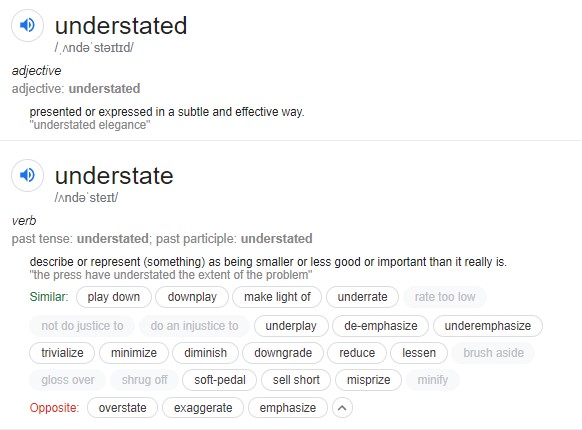 understated
/ˌʌndəˈsteɪtɪd/
adjective
adjective: understated
presented or expressed in a subtle and effective way.
"understated elegance"
understate
/ʌndəˈsteɪt/
verb
past tense: understated; past participle: understated
describe or represent (something) as being smaller or less good or important than it really is.
"the press have understated the extent of the problem"
Similar: play down downplay make light of underrate rate too low
not do justice to do an injustice to underplay de-emphasize underemphasize
trivialize minimize diminish downgrade reduce lessen brush aside
gloss over shrug off soft-pedal sell short misprize minify
Opposite: overstate exaggerate emphasize